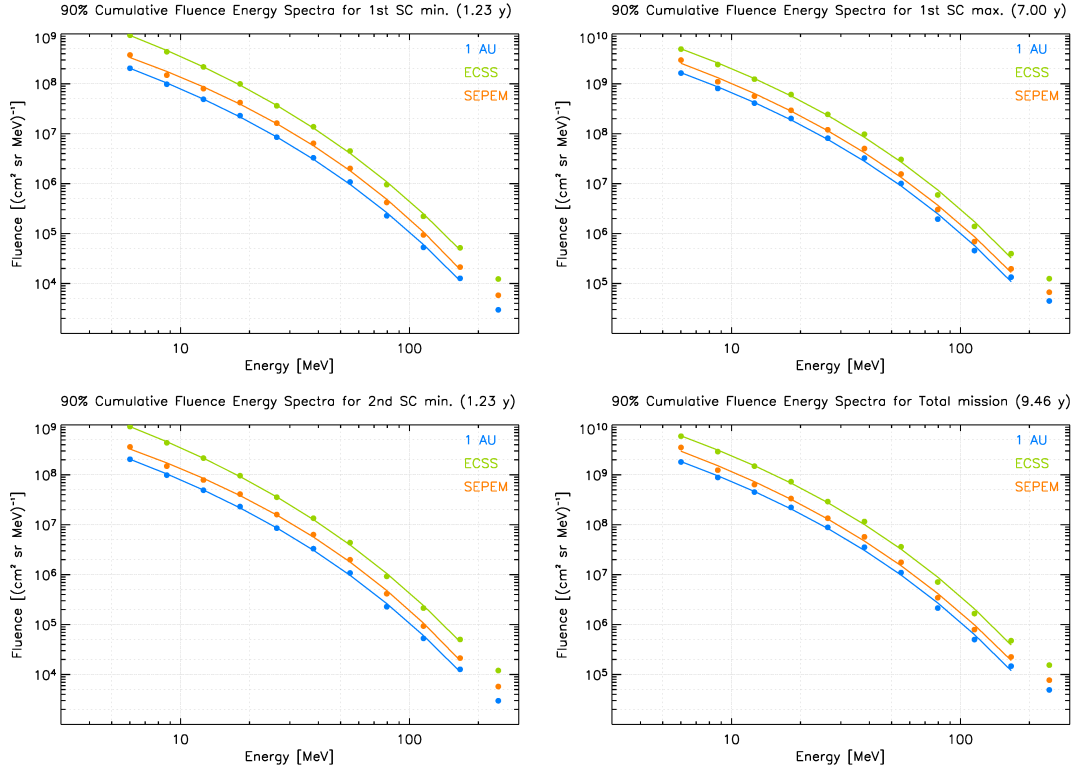 90% Cumulative Fluence Energy Spectra for 1st SC min. (1.23 y)
10⁹
10⁸
10⁷
10⁶
10⁵
10⁴
Fluence [(cm² sr MeV)⁻¹]
1 AU
ECSS
SEPEM
10
100
Energy [MeV]
90% Cumulative Fluence Energy Spectra for 1st SC max. (7.00 y)
10¹⁰
10⁹
10⁸
10⁷
10⁶
10⁵
Fluence [(cm² sr MeV)⁻¹]
1 AU
ECSS
SEPEM
10
100
Energy [MeV]
90% Cumulative Fluence Energy Spectra for 2nd SC min. (1.23 y)
10⁹
10⁸
10⁷
10⁶
10⁵
10⁴
Fluence [(cm² sr MeV)⁻¹]
1 AU
ECSS
SEPEM
10
100
Energy [MeV]
90% Cumulative Fluence Energy Spectra for Total mission (9.46 y)
10¹⁰
10⁹
10⁸
10⁷
10⁶
10⁵
Fluence [(cm² sr MeV)⁻¹]
1 AU
ECSS
SEPEM
10
100
Energy [MeV]